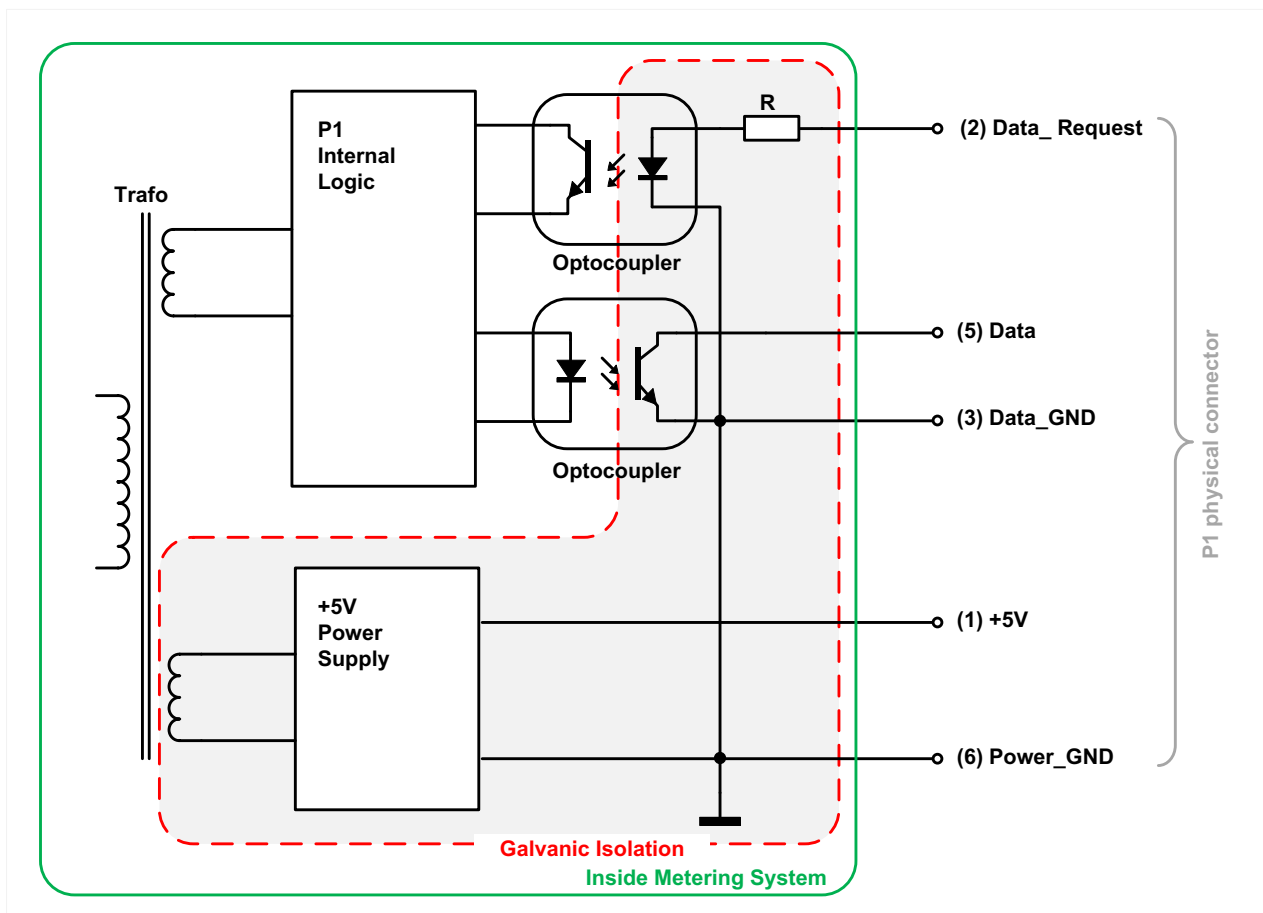 Trafo
P1
Internal
Logic
R
(2) Data_ Request
Optocoupler
(5) Data
(3) Data_GND
Optocoupler
P1 physical connector
+5V
Power
Supply
(1) +5V
(6) Power_GND
Galvanic Isolation
Inside Metering System